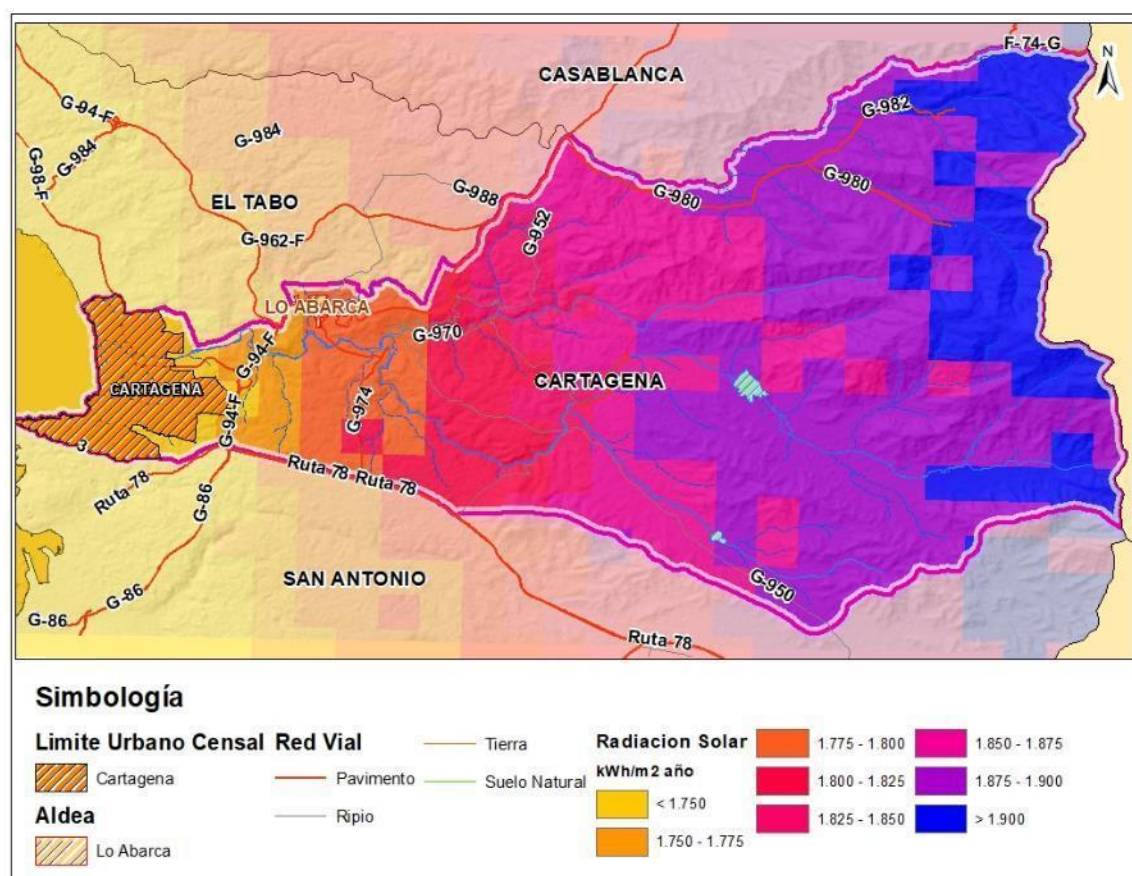 F-74-G
N
CASABLANCA
G-94-F
G-982
G-984
G-984
G-98-F
G-980
G-988
G-980
EL TABO
G-952
G-962-F
LO ABARCA
G-970
G-94-F
CARTAGENA
CARTAGENA
G-974
G-94-F
3
Ruta 78
Ruta 78
Ruta 78
G-86
SAN ANTONIO
G-950
G-86
G-86
Ruta 78
Simbología
Limite Urbano Censal
Cartagena
Aldea
Lo Abarca
Red Vial
Pavimento
Ripio
Tierra
Suelo Natural
Radiacion Solar
kWh/m2 año
< 1.750
1.750 - 1.775
1.775 - 1.800
1.800 - 1.825
1.825 - 1.850
1.850 - 1.875
1.875 - 1.900
> 1.900